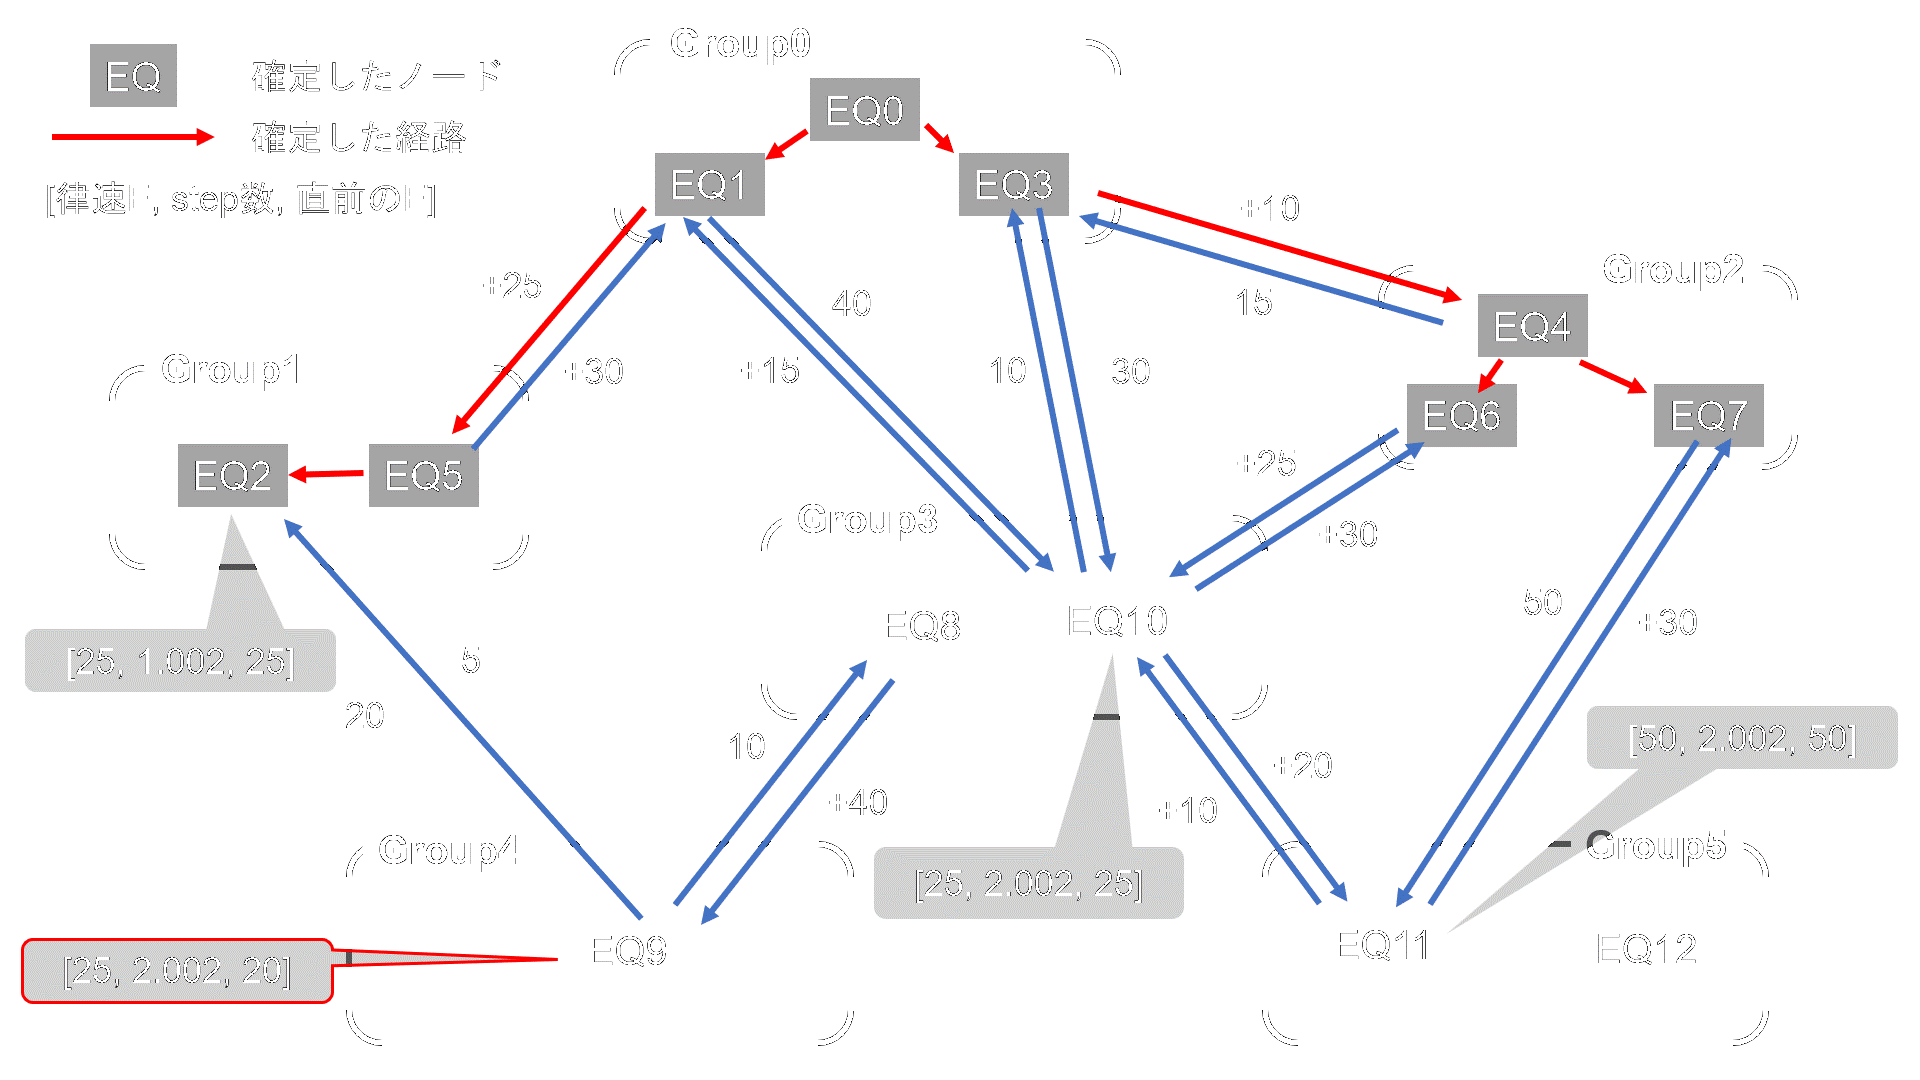 EQ
確定したノード
確定した経路
[律速E, step数, 直前のE]
Group0
EQ0
EQ1
EQ3
+10
15
Group2
EQ4
EQ6
EQ7
+25
+30
40
+15
10
30
Group1
EQ2
EQ5
+25
+30
Group3
EQ8
EQ10
50
+30
[25, 1.002, 25]
5
20
10
+40
+20
+10
[50, 2.002, 50]
Group4
EQ9
[25, 2.002, 20]
[25, 2.002, 25]
Group5
EQ11
EQ12